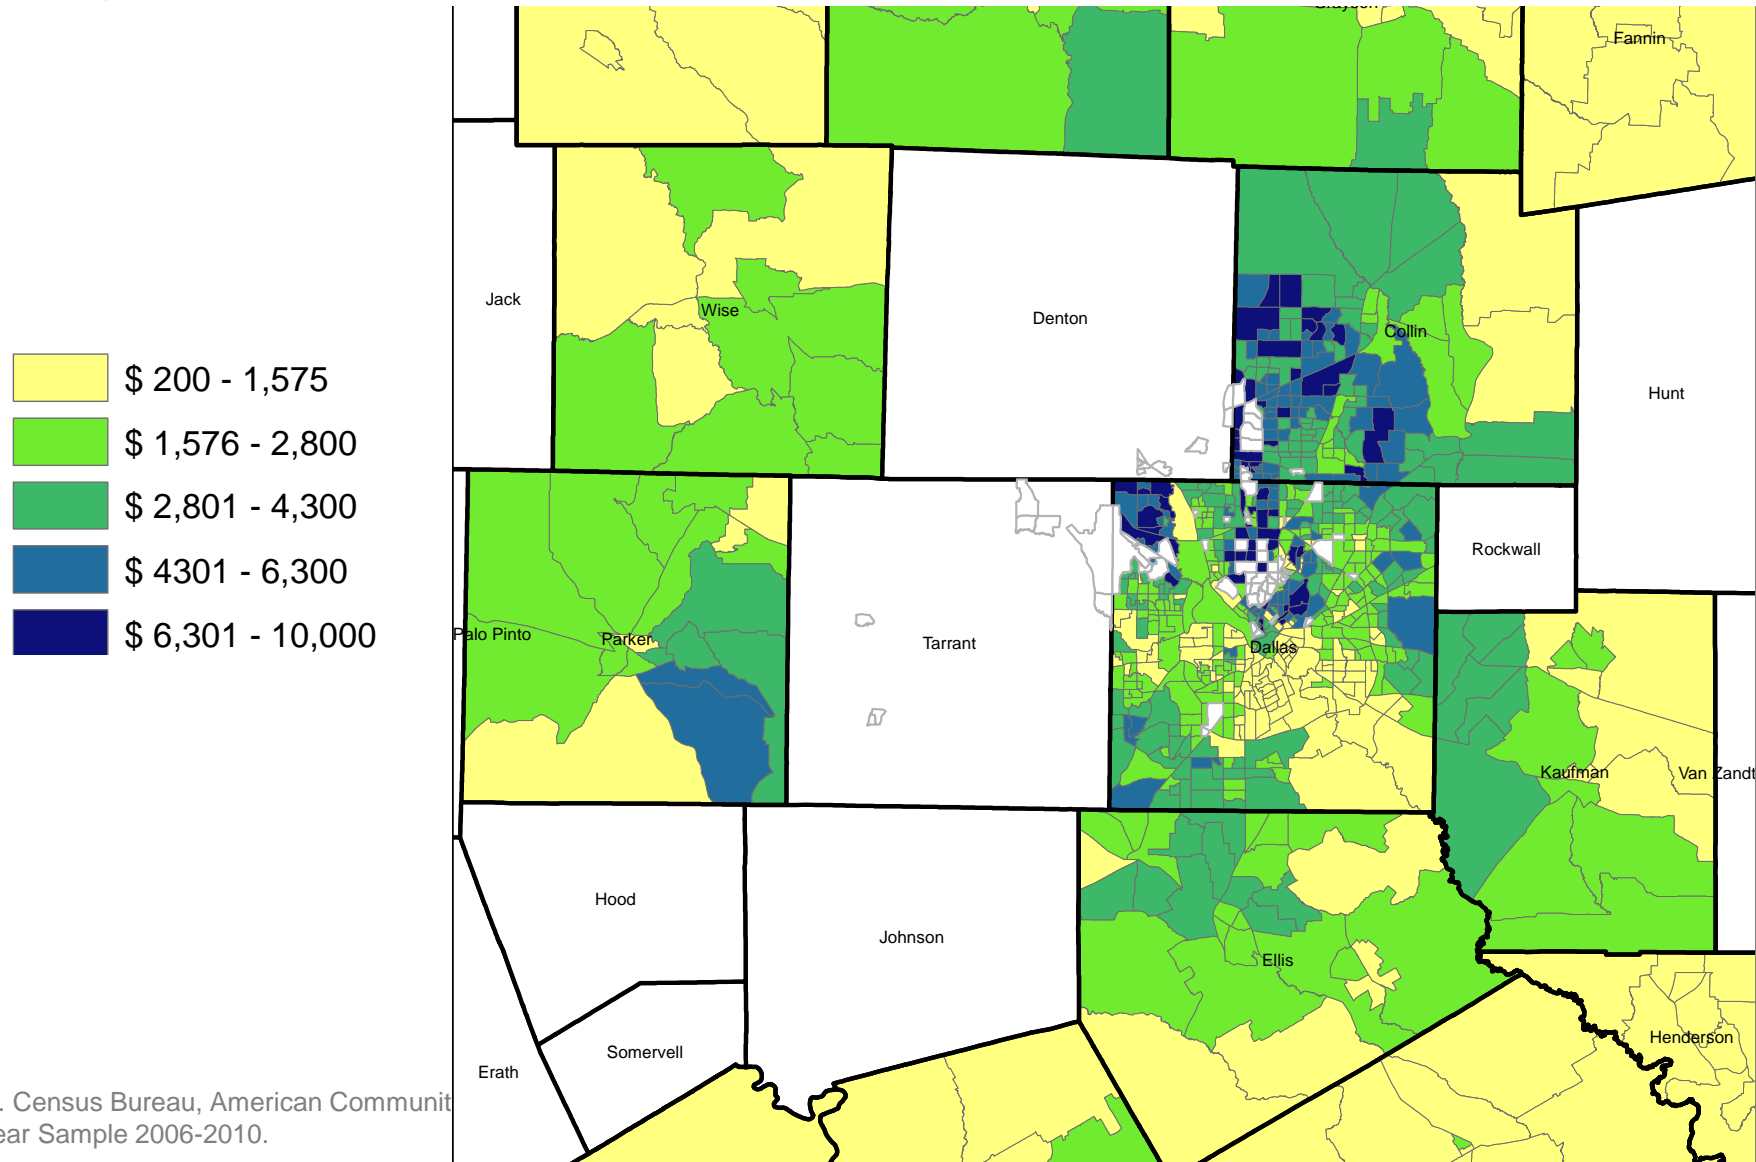 Fannin
Jack
Wise
Denton
Collin
Hunt
$ 200 - 1,575
$ 1,576 - 2,800
$ 2,801 - 4,300
$ 4301 - 6,300
$ 6,301 - 10,000
Rockwall
Palo Pinto
Parker
Tarrant
Dallas
Kaufman
Van Zandt
Hood
Johnson
Ellis
Somervell
Erath
Henderson
. Census Bureau, American Communit
ear Sample 2006-2010.